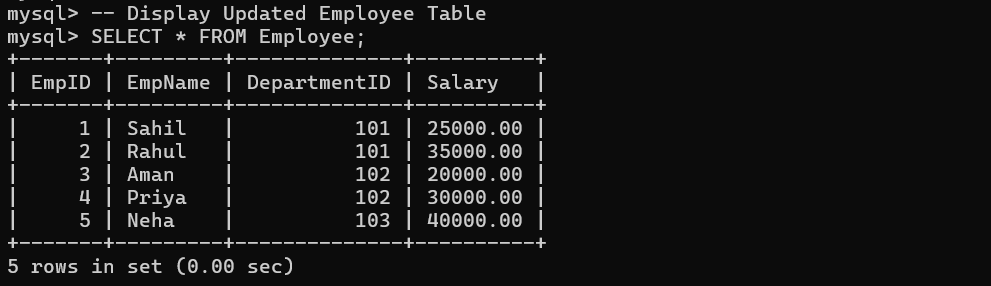 mysql> -- Display Updated Employee Table
mysql> SELECT * FROM Employee;
+-------+---------+--------------+----------+
| EmpID | EmpName | DepartmentID | Salary   |
+-------+---------+--------------+----------+
|     1 | Sahil   |          101 | 25000.00 |
|     2 | Rahul   |          101 | 35000.00 |
|     3 | Aman    |          102 | 20000.00 |
|     4 | Priya   |          102 | 30000.00 |
|     5 | Neha    |          103 | 40000.00 |
+-------+---------+--------------+----------+
5 rows in set (0.00 sec)